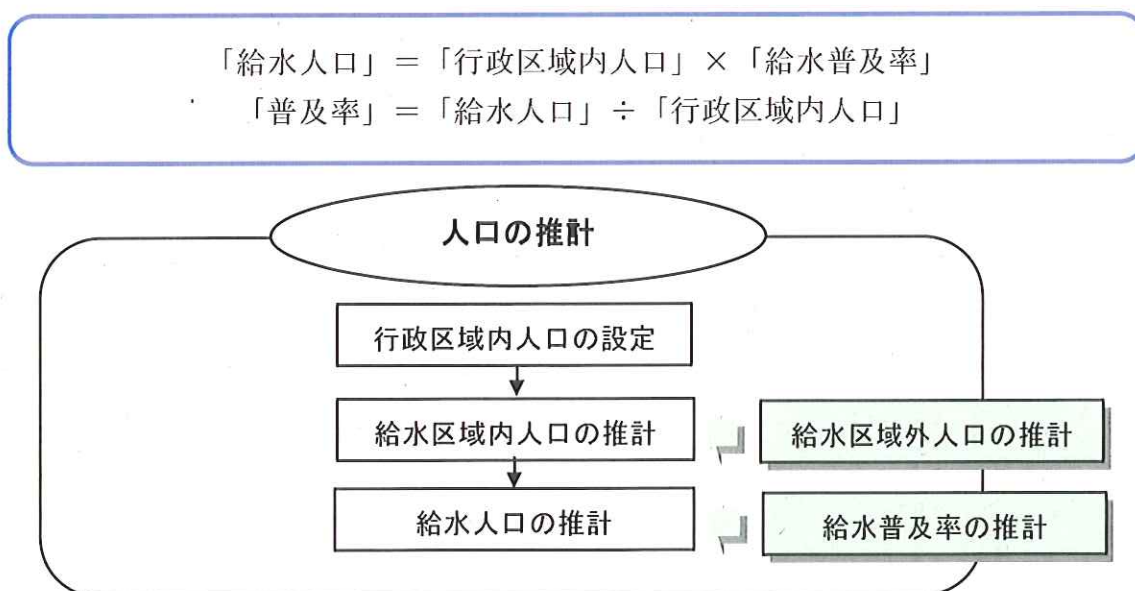 「給水人口」＝「行政区域内人口」×「給水普及率」
「普及率」＝「給水人口」÷「行政区域内人口」
人口の推計
行政区域内人口の設定
給水区域内人口の推計
給水区域外人口の推計
給水人口の推計
給水普及率の推計